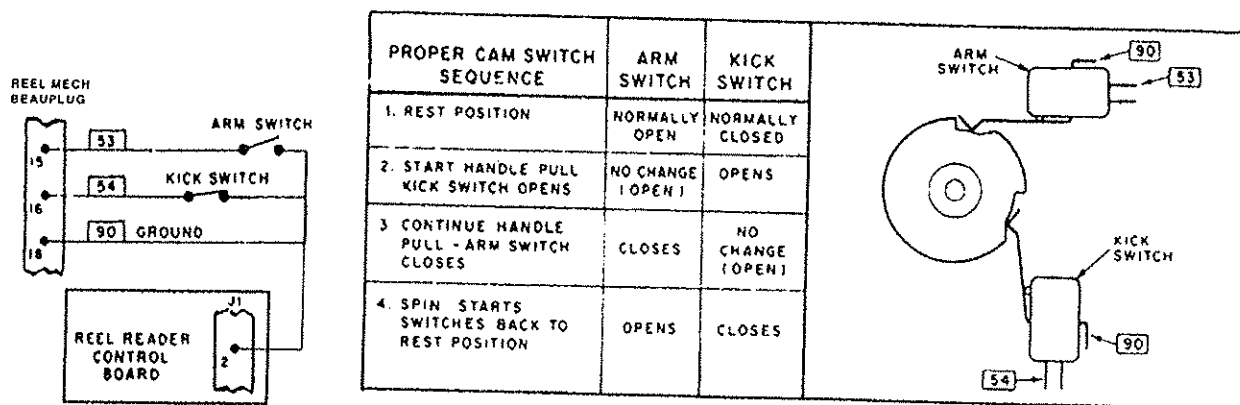 REEL MECH
BEAUPLUG
53
ARM SWITCH
15
54
KICK SWITCH
16
90 GROUND
18
J1
REEL READER
CONTROL
BOARD
2
PROPER CAM SWITCH
SEQUENCE
ARM
SWITCH
KICK
SWITCH
1. REST POSITION
NORMALLY
OPEN
NORMALLY
CLOSED
2. START HANDLE PULL
KICK SWITCH OPENS
NO CHANGE
(OPEN)
OPENS
3 CONTINUE HANDLE
PULL - ARM SWITCH
CLOSES
CLOSES
NO
CHANGE
(OPEN)
4. SPIN STARTS
SWITCHES BACK TO
REST POSITION
OPENS
CLOSES
ARM
SWITCH
90
53
KICK
SWITCH
90
54